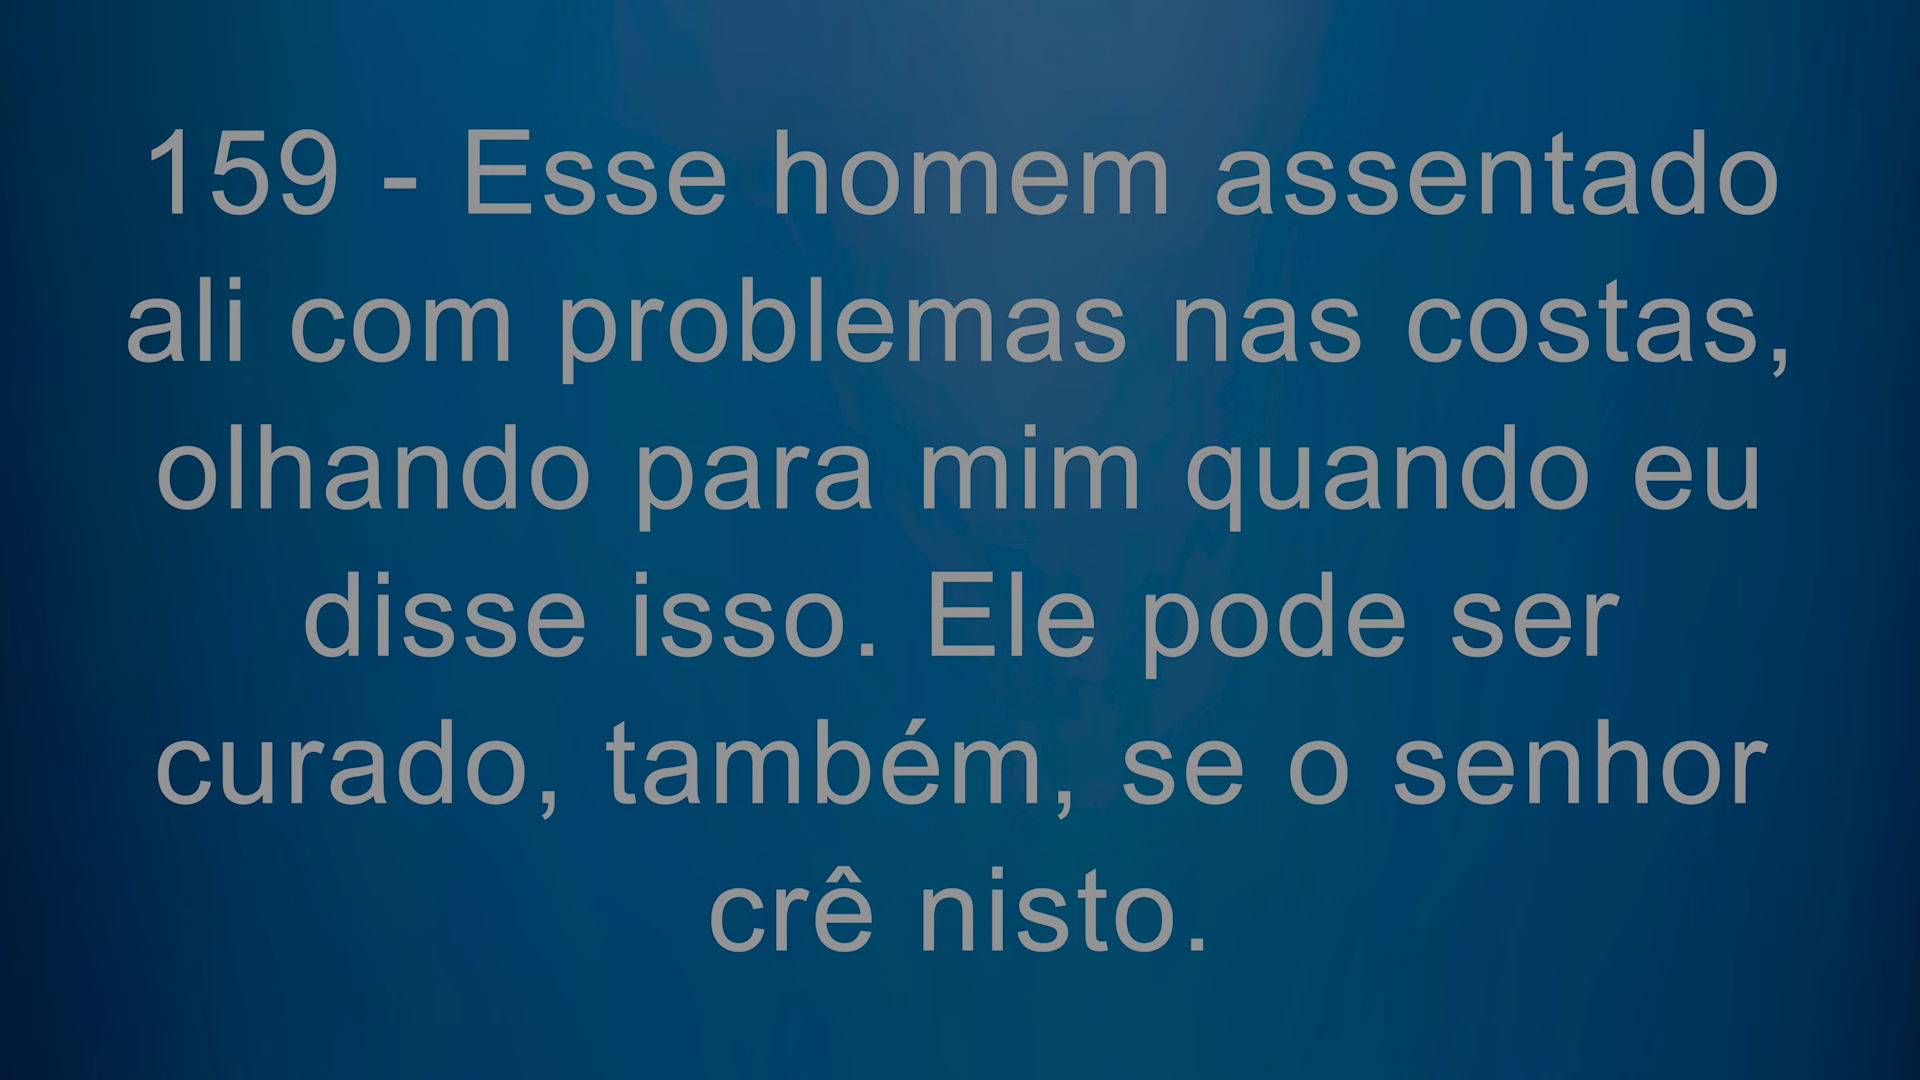 159 - Esse homem assentado
ali com problemas nas costas,
olhando para mim quando eu
disse isso. Ele pode ser
curado, também, se o senhor
crê nisto.